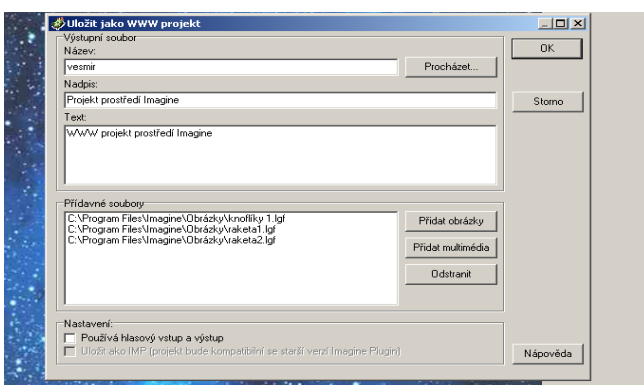 Uložit jako WWW projekt
Výstupní soubor
Název:
vesmir
Procházet...
OK
Nadpis:
Projekt prostředí Imagine
Storno
Text:
WWW projekt prostředí Imagine
Přídavné soubory
C:\Program Files\Imagine\Obrázky\knoflíky 1.lgf
C:\Program Files\Imagine\Obrázky\raketa1.lgf
C:\Program Files\Imagine\Obrázky\raketa2.lgf
Přidat obrázky
Přidat multimédia
Odstranit
Nastavení:
Používá hlasový vstup a výstup
Uložit ako IMP (projekt bude kompatibilní se starší verzí Imagine Plugin)
Nápověda